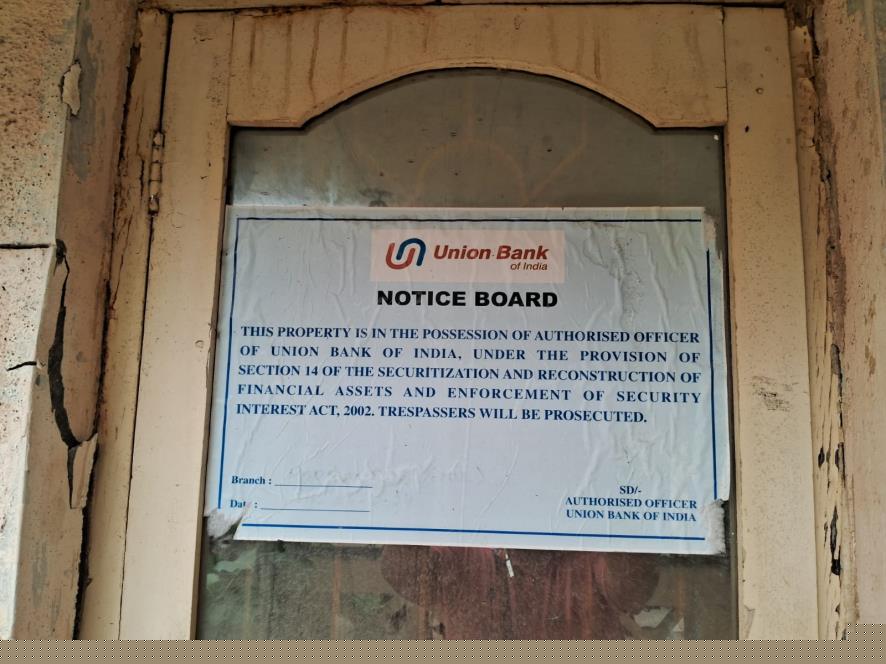 Union Bank
of India
NOTICE BOARD
THIS PROPERTY IS IN THE POSSESSION OF AUTHORISED OFFICER
OF UNION BANK OF INDIA, UNDER THE PROVISION OF
SECTION 14 OF THE SECURITIZATION AND RECONSTRUCTION OF
FINANCIAL ASSETS AND ENFORCEMENT OF SECURITY
INTEREST ACT, 2002. TRESPASSERS WILL BE PROSECUTED.
Branch :
SD/-
AUTHORISED OFFICER
UNION BANK OF INDIA